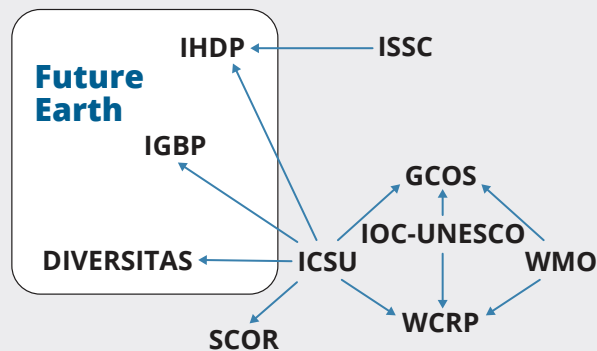 IHDP
ISSC
Future
Earth
IGBP
GCOS
IOC-UNESCO
DIVERSITAS
ICSU
WMO
WCRP
SCOR